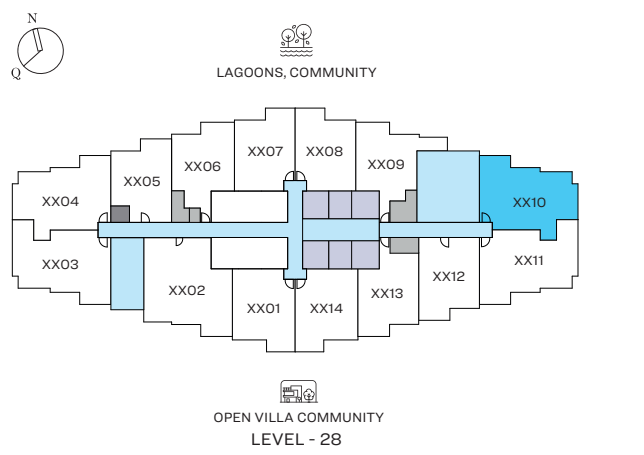 N
Q
LAGOONS, COMMUNITY
XX07 XX08
XX06 XX09
XX05
XX04 XX10
XX03 XX11
XX02 XX12
XX13
XX01 XX14
OPEN VILLA COMMUNITY
LEVEL - 28